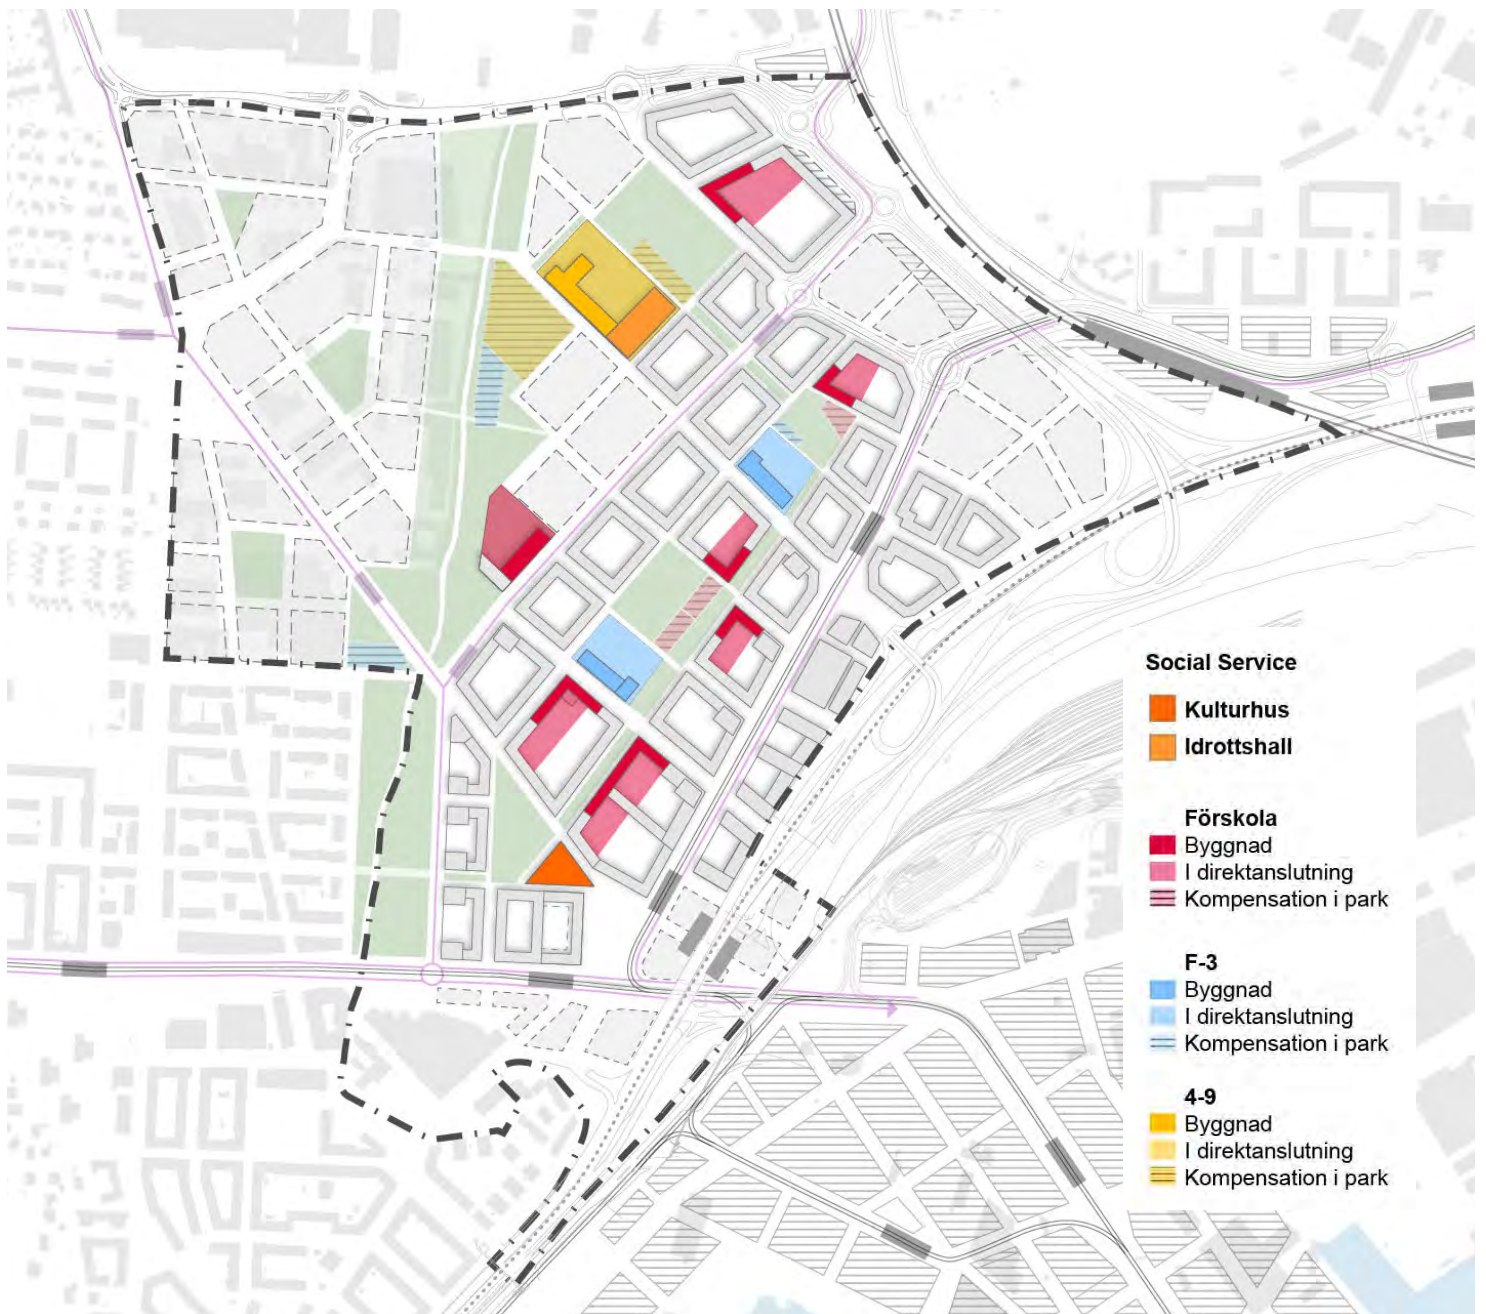 Social Service
Kulturhus
Idrottshall
Förskola
Byggnad
I direktanslutning
Kompensation i park
F-3
Byggnad
I direktanslutning
Kompensation i park
4-9
Byggnad
I direktanslutning
Kompensation i park